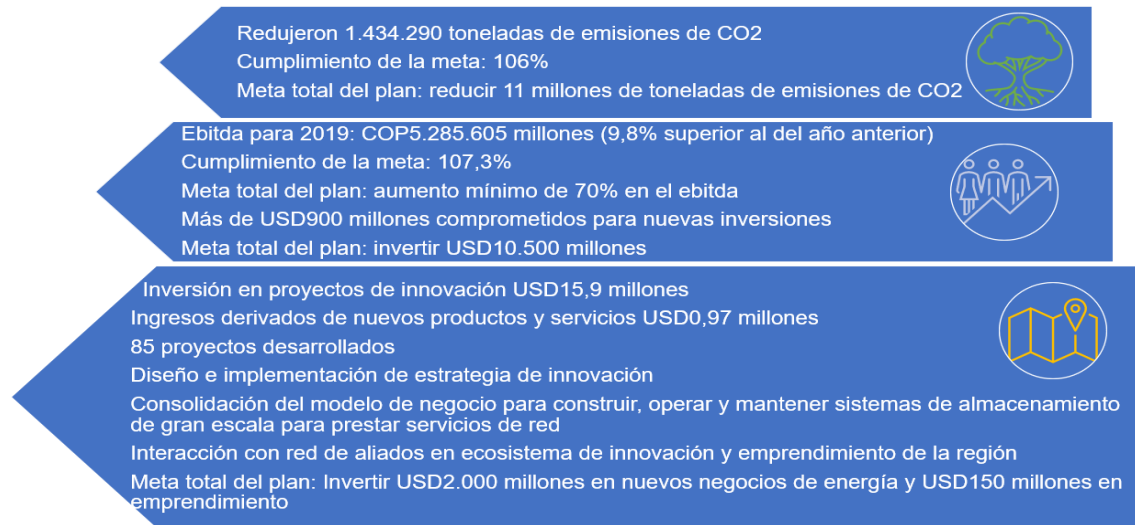 Redujeron 1.434.290 toneladas de emisiones de CO2
Cumplimiento de la meta: 106%
Meta total del plan: reducir 11 millones de toneladas de emisiones de CO2
Ebitda para 2019: COP5.285.605 millones (9,8% superior al del año anterior)
Cumplimiento de la meta: 107,3%
Meta total del plan: aumento mínimo de 70% en el ebitda
Más de USD900 millones comprometidos para nuevas inversiones
Meta total del plan: invertir USD10.500 millones
Inversión en proyectos de innovación USD15,9 millones
Ingresos derivados de nuevos productos y servicios USD0,97 millones
85 proyectos desarrollados
Diseño e implementación de estrategia de innovación
Consolidación del modelo de negocio para construir, operar y mantener sistemas de almacenamiento
de gran escala para prestar servicios de red
Interacción con red de aliados en ecosistema de innovación y emprendimiento de la región
Meta total del plan: Invertir USD2.000 millones en nuevos negocios de energía y USD150 millones en
emprendimiento